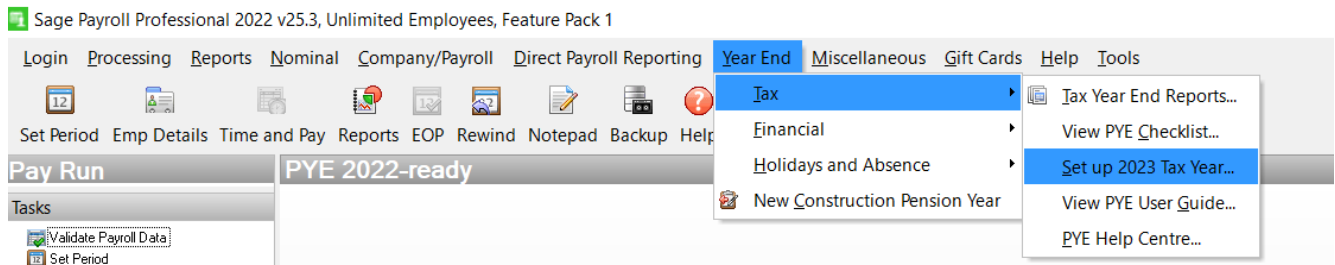 Sage Payroll Professional 2022 v25.3, Unlimited Employees, Feature Pack 1
Login Processing Reports Nominal Company/Payroll Direct Payroll Reporting Year End Miscellaneous Gift Cards Help Tools
Set Period Emp Details Time and Pay Reports EOP Rewind Notepad Backup Help
Tax
Financial
Holidays and Absence
New Construction Pension Year
Tax Year End Reports...
View PYE Checklist...
Set up 2023 Tax Year...
View PYE User Guide...
PYE Help Centre...
Pay Run
PYE 2022-ready
Tasks
Validate Payroll Data
Set Period